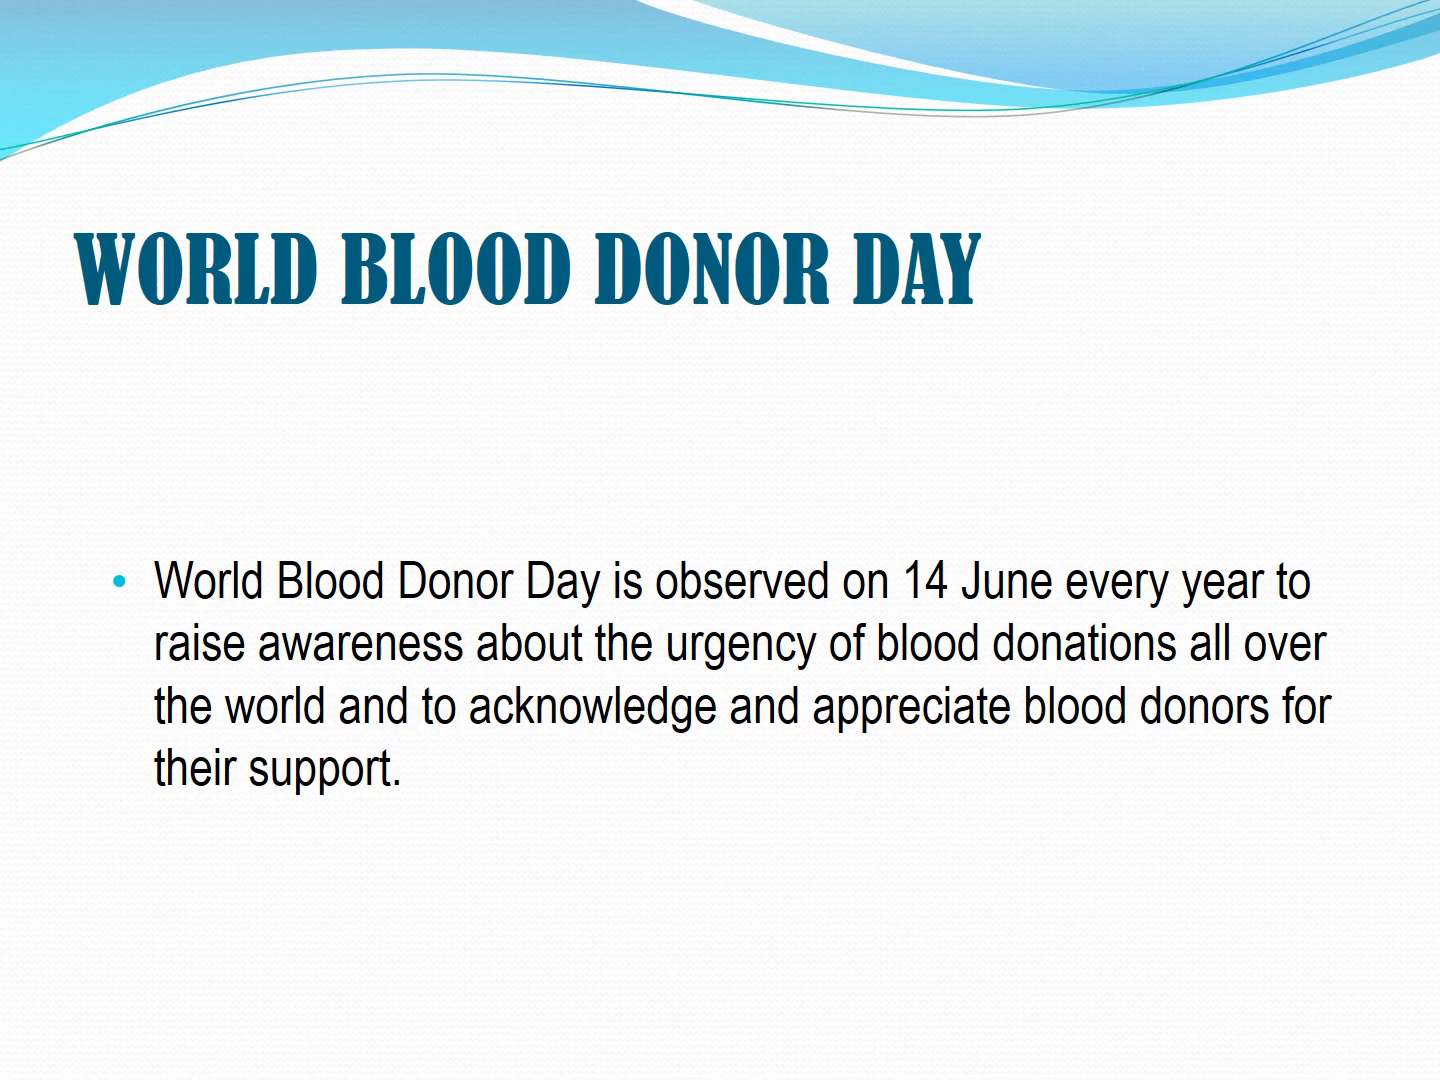 WORLD BLOOD DONOR DAY
• World Blood Donor Day is observed on 14 June every year to
raise awareness about the urgency of blood donations all over
the world and to acknowledge and appreciate blood donors for
their support.